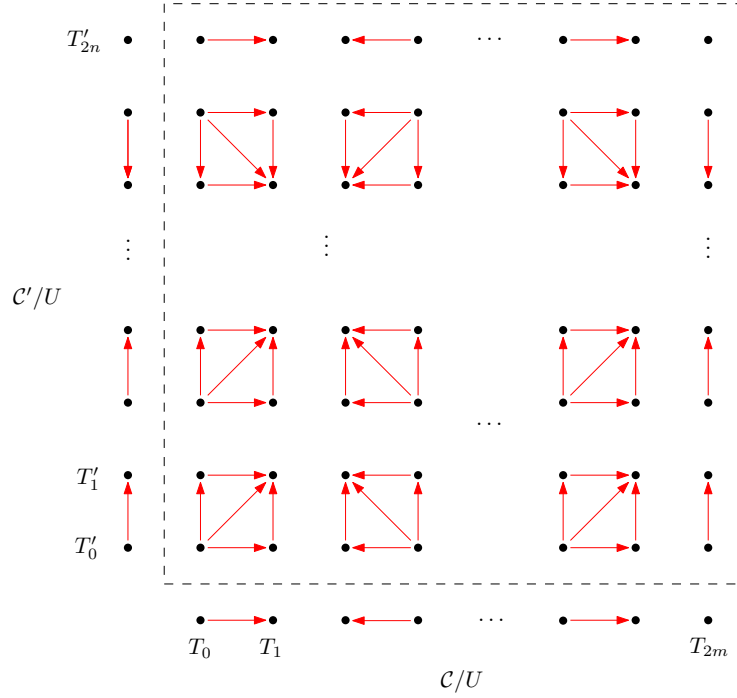 T'_{2n}
⋯
⋮
⋮
⋮
C'/U
⋯
T'_1
T'_0
⋯
T_0
T_1
T_{2m}
C/U